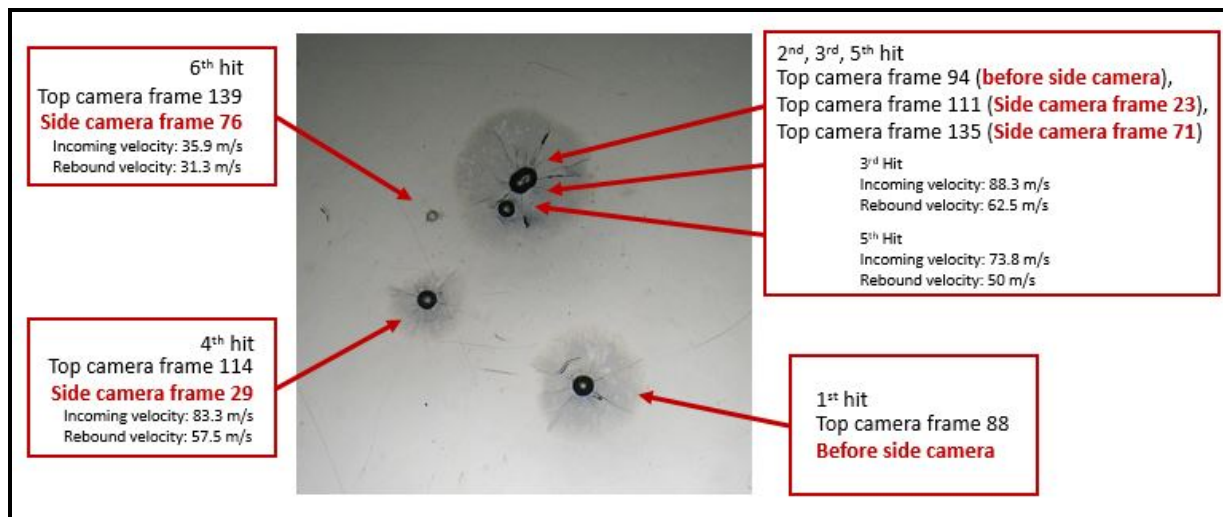 6th hit
Top camera frame 139
Side camera frame 76
Incoming velocity: 35.9 m/s
Rebound velocity: 31.3 m/s
2nd, 3rd, 5th hit
Top camera frame 94 (before side camera),
Top camera frame 111 (Side camera frame 23),
Top camera frame 135 (Side camera frame 71)
3rd Hit
Incoming velocity: 88.3 m/s
Rebound velocity: 62.5 m/s
5th Hit
Incoming velocity: 73.8 m/s
Rebound velocity: 50 m/s
4th hit
Top camera frame 114
Side camera frame 29
Incoming velocity: 83.3 m/s
Rebound velocity: 57.5 m/s
1st hit
Top camera frame 88
Before side camera